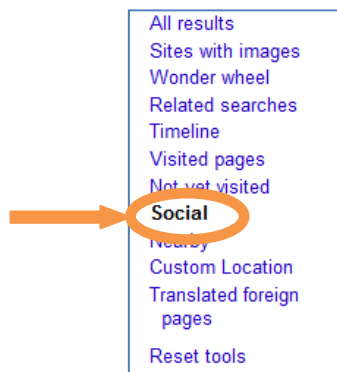 All results
Sites with images
Wonder wheel
Related searches
Timeline
Visited pages
Not yet visited
Social
Nearby
Custom Location
Translated foreign
pages
Reset tools